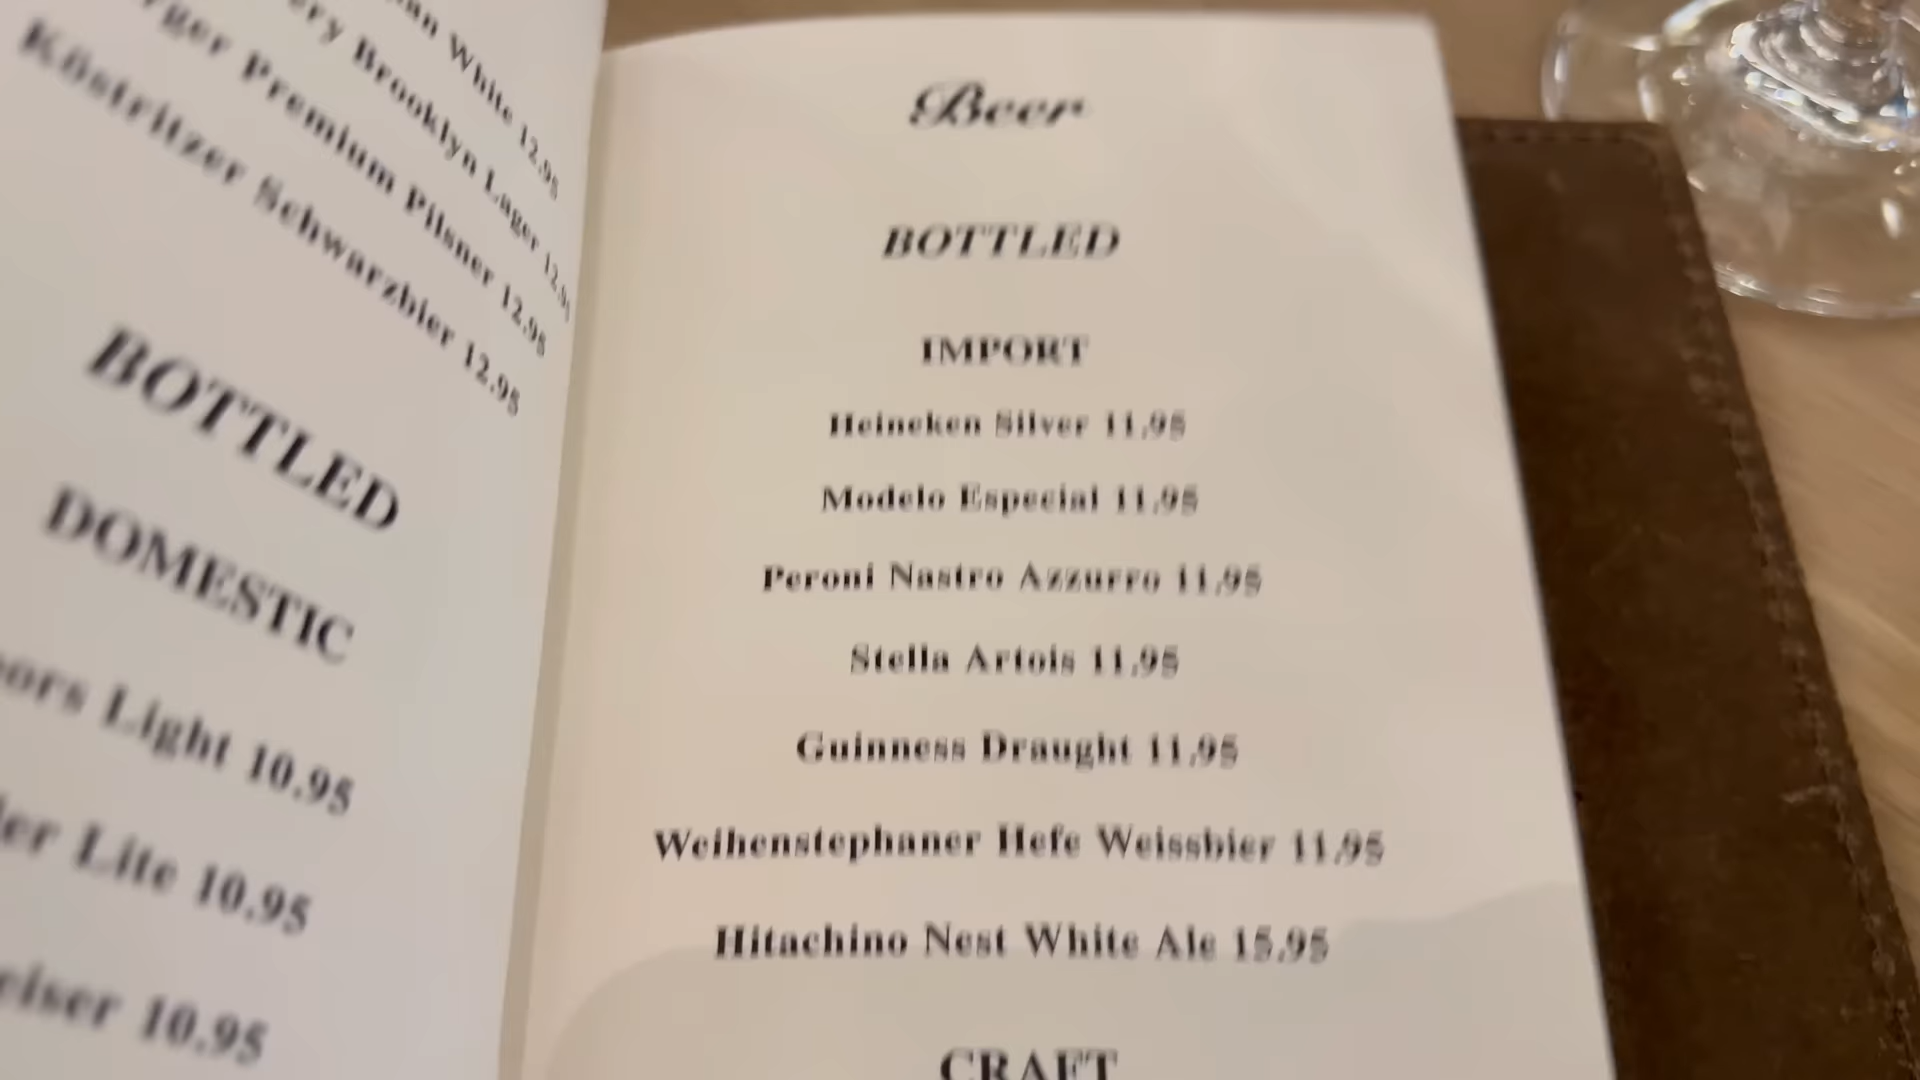 White 12.95
Brooklyn Lager 12.95
Premium Pilsner 12.95
Köstritzer Schwarzbier 12.95
BOTTLED
DOMESTIC
Light 10.95
Lite 10.95
10.95
Beer
BOTTLED
IMPORT
Heineken Silver 11.95
Modelo Especial 11.95
Peroni Nastro Azzurro 11.95
Stella Artois 11.95
Guinness Draught 11.95
Weihenstephaner Hefe Weissbier 11.95
Hitachino Nest White Ale 15.95
CRAFT